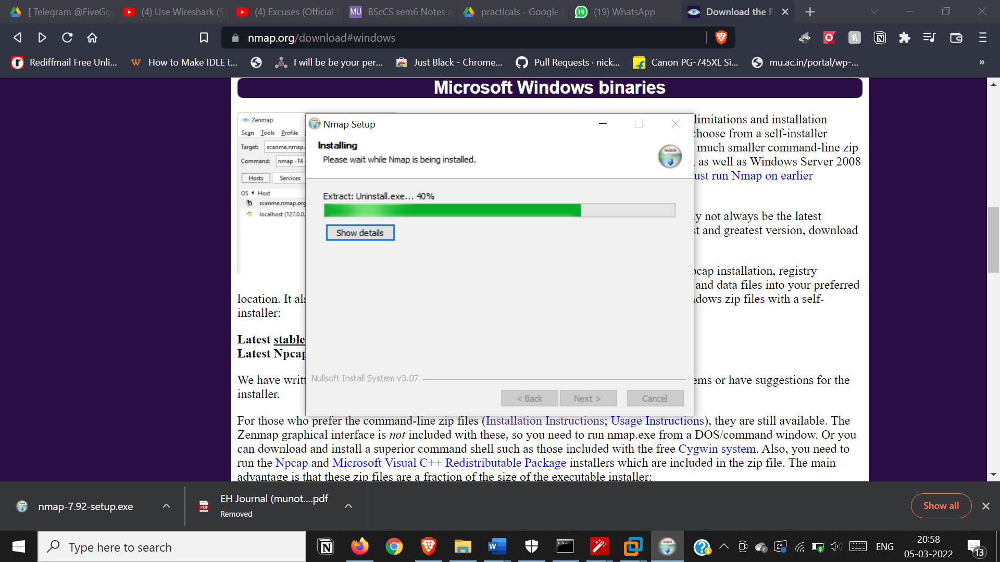 [ Telegram @FiveGgy
(4) Use Wireshark (Sn
(4) Excuses (Official V
MU BScCS sem6 Notes a
practicals - Google D
19 (19) WhatsApp
Download the Fr
nmap.org/download#windows
Rediffmail Free Unli...
How to Make IDLE t...
I will be be your per...
Just Black - Chrome...
Pull Requests · nick...
Canon PG-745XL Si...
mu.ac.in/portal/wp-...
»
Microsoft Windows binaries
Zenmap
Scan Tools Profile
Target: scanme.nmap.
Command: nmap -T4
Hosts Services
OS Host
scanme.nmap.org
localhost (127.0.0.
limitations and installation
choose from a self-installer
much smaller command-line zip
, as well as Windows Server 2008
ust run Nmap on earlier
y not always be the latest
st and greatest version, download
pcap installation, registry
and data files into your preferred
location. It als
dows zip files with a self-
installer:
Latest stable
Latest Npcap
We have writt
ems or have suggestions for the
installer.
Nmap Setup
Installing
Please wait while Nmap is being installed.
Extract: Uninstall.exe... 40%
Show details
Nullsoft Install System v3.07
< Back Next > Cancel
For those who prefer the command-line zip files (Installation Instructions; Usage Instructions), they are still available. The
Zenmap graphical interface is not included with these, so you need to run nmap.exe from a DOS/command window. Or you
can download and install a superior command shell such as those included with the free Cygwin system. Also, you need to
run the Npcap and Microsoft Visual C++ Redistributable Package installers which are included in the zip file. The main
advantage is that these zip files are a fraction of the size of the executable installer:
nmap-7.92-setup.exe
EH Journal (munot....pdf
Removed
Show all
Type here to search
ENG
20:58
05-03-2022
13